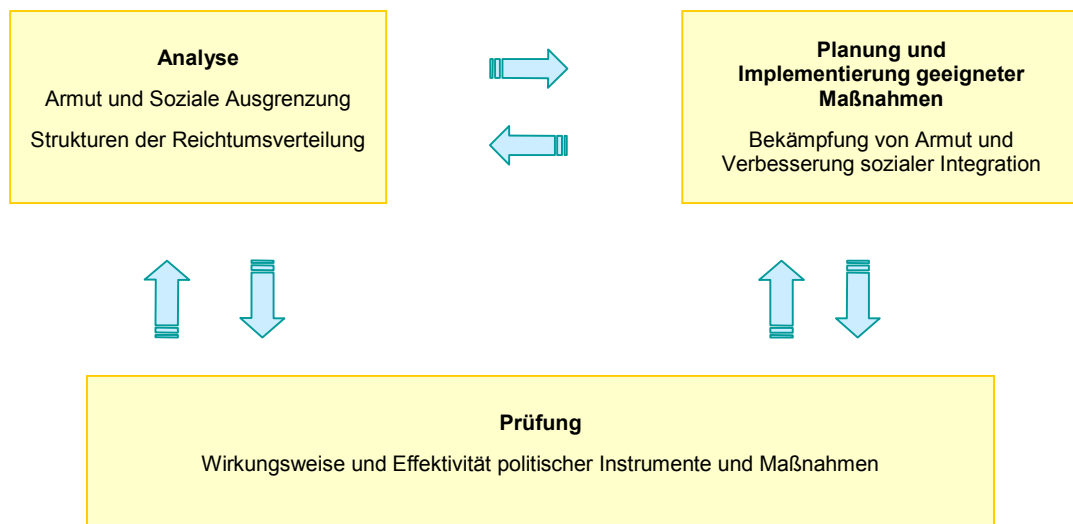 Analyse
Armut und Soziale Ausgrenzung
Strukturen der Reichtumsverteilung
Planung und
Implementierung geeigneter
Maßnahmen
Bekämpfung von Armut und
Verbesserung sozialer Integration
Prüfung
Wirkungsweise und Effektivität politischer Instrumente und Maßnahmen